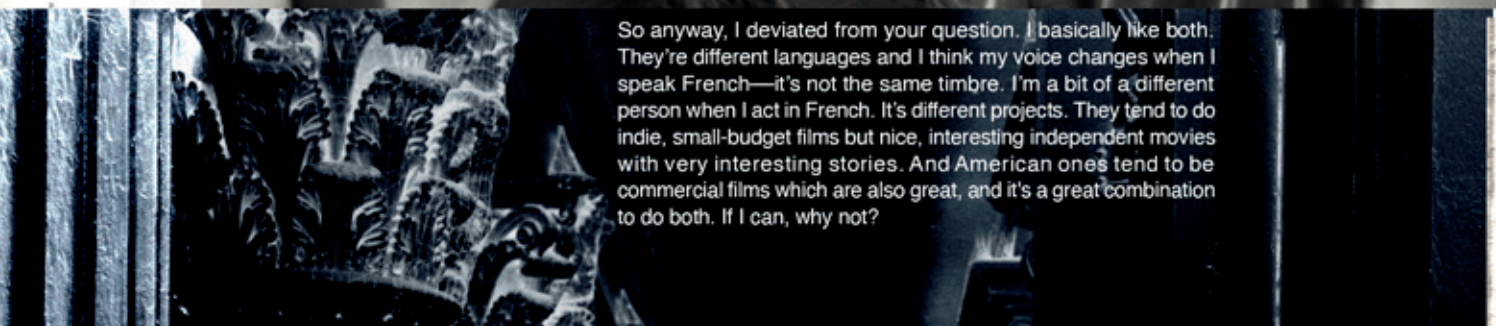 So anyway, I deviated from your question. I basically like both.
They're different languages and I think my voice changes when I
speak French—it's not the same timbre. I'm a bit of a different
person when I act in French. It's different projects. They tend to do
indie, small-budget films but nice, interesting independent movies
with very interesting stories. And American ones tend to be
commercial films which are also great, and it's a great combination
to do both. If I can, why not?